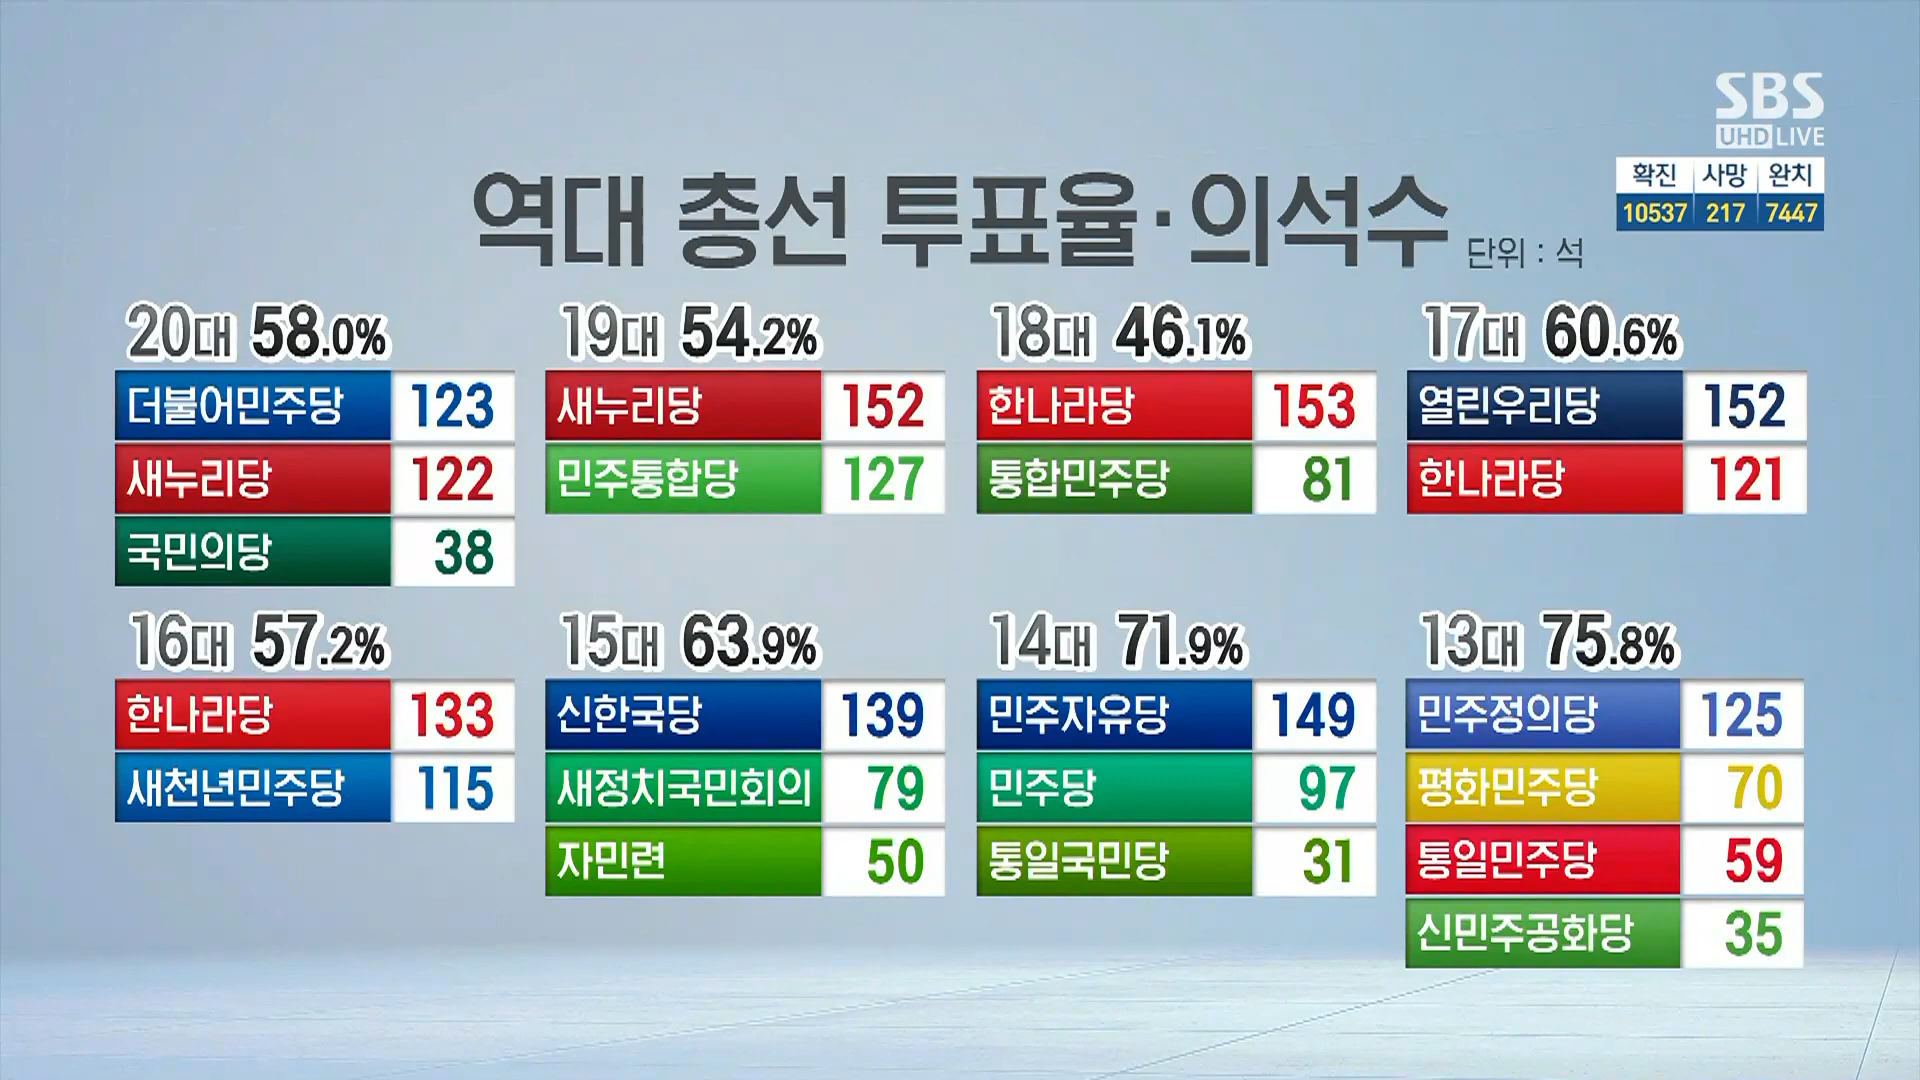 SBS
UHD LIVE
확진 사망 완치
10537 217 7447
역대 총선 투표율·의석수 단위 : 석
20대 58.0%
더불어민주당 123
새누리당 122
국민의당 38
19대 54.2%
새누리당 152
민주통합당 127
18대 46.1%
한나라당 153
통합민주당 81
17대 60.6%
열린우리당 152
한나라당 121
16대 57.2%
한나라당 133
새천년민주당 115
15대 63.9%
신한국당 139
새정치국민회의 79
자민련 50
14대 71.9%
민주자유당 149
민주당 97
통일국민당 31
13대 75.8%
민주정의당 125
평화민주당 70
통일민주당 59
신민주공화당 35